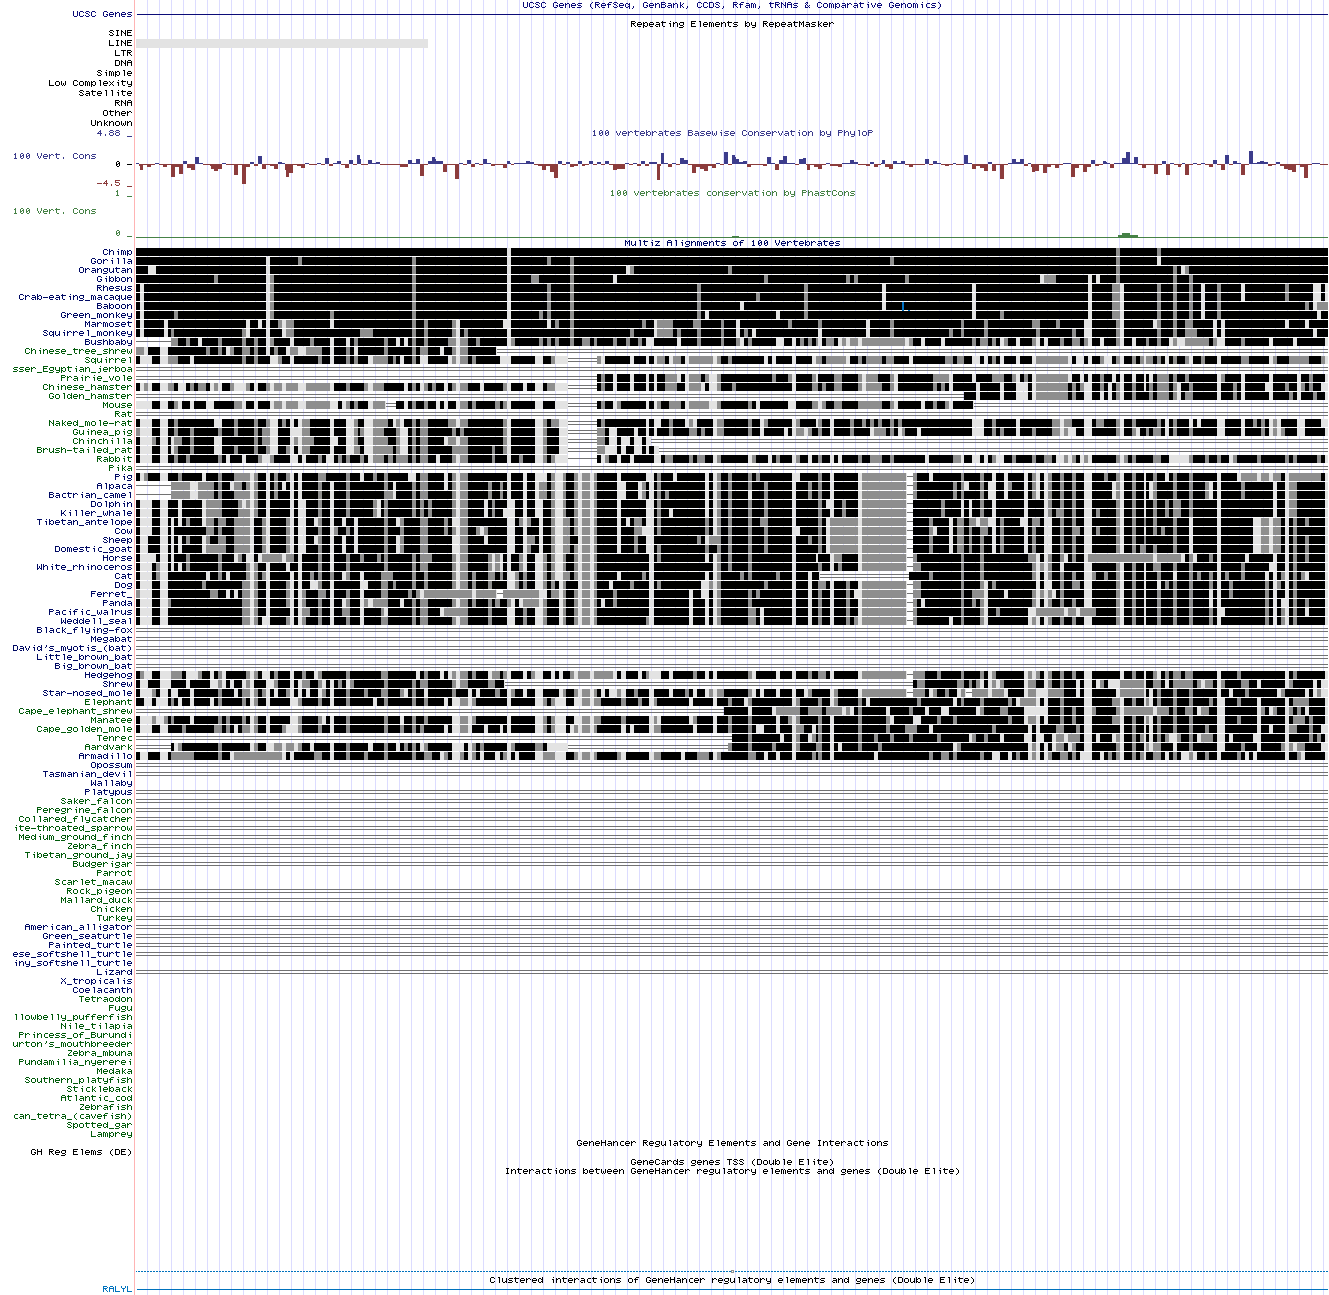 UCSC Genes (RefSeq, GenBank, CCDS, Rfam, tRNAs & Comparative Genomics)
UCSC Genes
Repeating Elements by RepeatMasker
SINE
LINE
LTR
DNA
Simple
Low Complexity
Satellite
RNA
Other
Unknown
4.88 _
100 vertebrates Basewise Conservation by PhyloP
100 Vert. Cons
0 _
-4.5 _
1 _
100 vertebrates conservation by PhastCons
100 Vert. Cons
0 _
Multiz Alignments of 100 Vertebrates
Chimp
Gorilla
Orangutan
Gibbon
Rhesus
Crab-eating_macaque
Baboon
Green_monkey
Marmoset
Squirrel_monkey
Bushbaby
Chinese_tree_shrew
Squirrel
sser_Egyptian_jerboa
Prairie_vole
Chinese_hamster
Golden_hamster
Mouse
Rat
Naked_mole-rat
Guinea_pig
Chinchilla
Brush-tailed_rat
Rabbit
Pika
Pig
Alpaca
Bactrian_camel
Dolphin
Killer_whale
Tibetan_antelope
Cow
Sheep
Domestic_goat
Horse
White_rhinoceros
Cat
Dog
Ferret_
Panda
Pacific_walrus
Weddell_seal
Black_flying-fox
Megabat
David's_myotis_(bat)
Little_brown_bat
Big_brown_bat
Hedgehog
Shrew
Star-nosed_mole
Elephant
Cape_elephant_shrew
Manatee
Cape_golden_mole
Tenrec
Aardvark
Armadillo
Opossum
Tasmanian_devil
Wallaby
Platypus
Saker_falcon
Peregrine_falcon
Collared_flycatcher
ite-throated_sparrow
Medium_ground_finch
Zebra_finch
Tibetan_ground_jay
Budgerigar
Parrot
Scarlet_macaw
Rock_pigeon
Mallard_duck
Chicken
Turkey
American_alligator
Green_seaturtle
Painted_turtle
ese_softshell_turtle
iny_softshell_turtle
Lizard
X_tropicalis
Coelacanth
Tetraodon
Fugu
llowbelly_pufferfish
Nile_tilapia
Princess_of_Burundi
urton's_mouthbreeder
Zebra_mbuna
Pundamilia_nyererei
Medaka
Southern_platyfish
Stickleback
Atlantic_cod
Zebrafish
can_tetra_(cavefish)
Spotted_gar
Lamprey
GeneHancer Regulatory Elements and Gene Interactions
GH Reg Elems (DE)
GeneCards genes TSS (Double Elite)
Interactions between GeneHancer regulatory elements and genes (Double Elite)
Clustered interactions of GeneHancer regulatory elements and genes (Double Elite)
RALYL